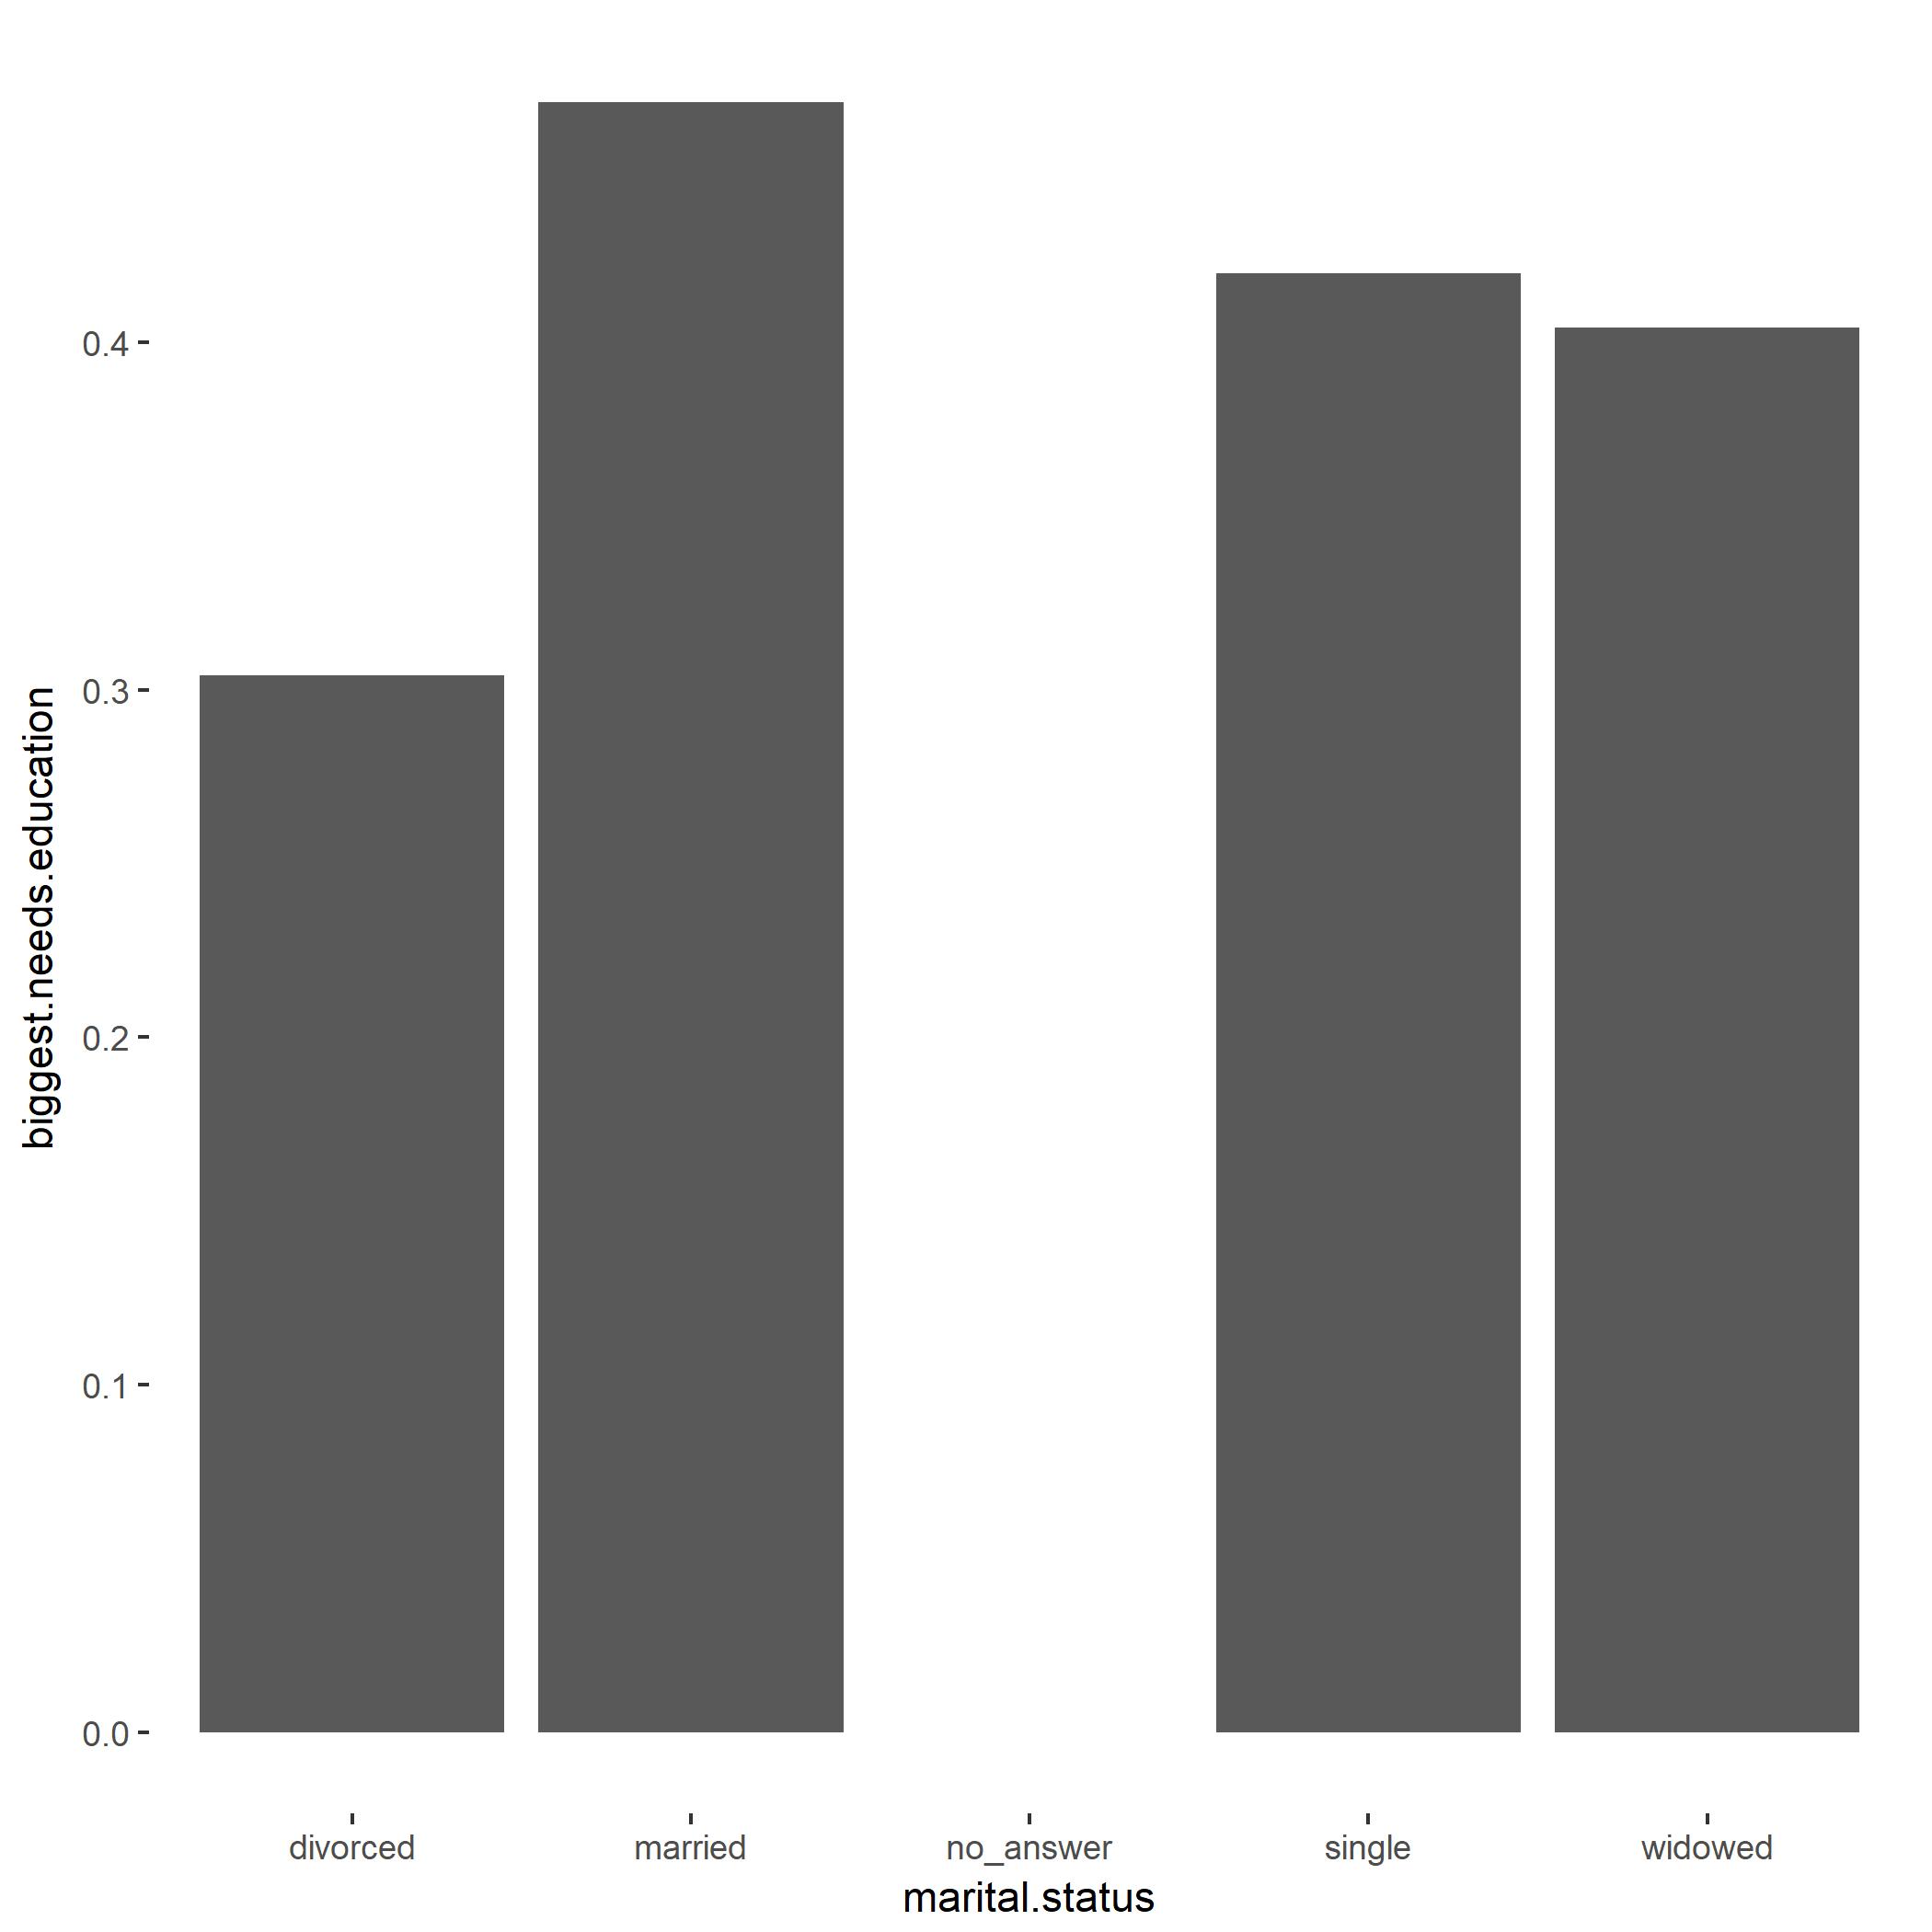 biggest.needs.education
0.4
0.3
0.2
0.1
0.0
divorced married no_answer single widowed
marital.status